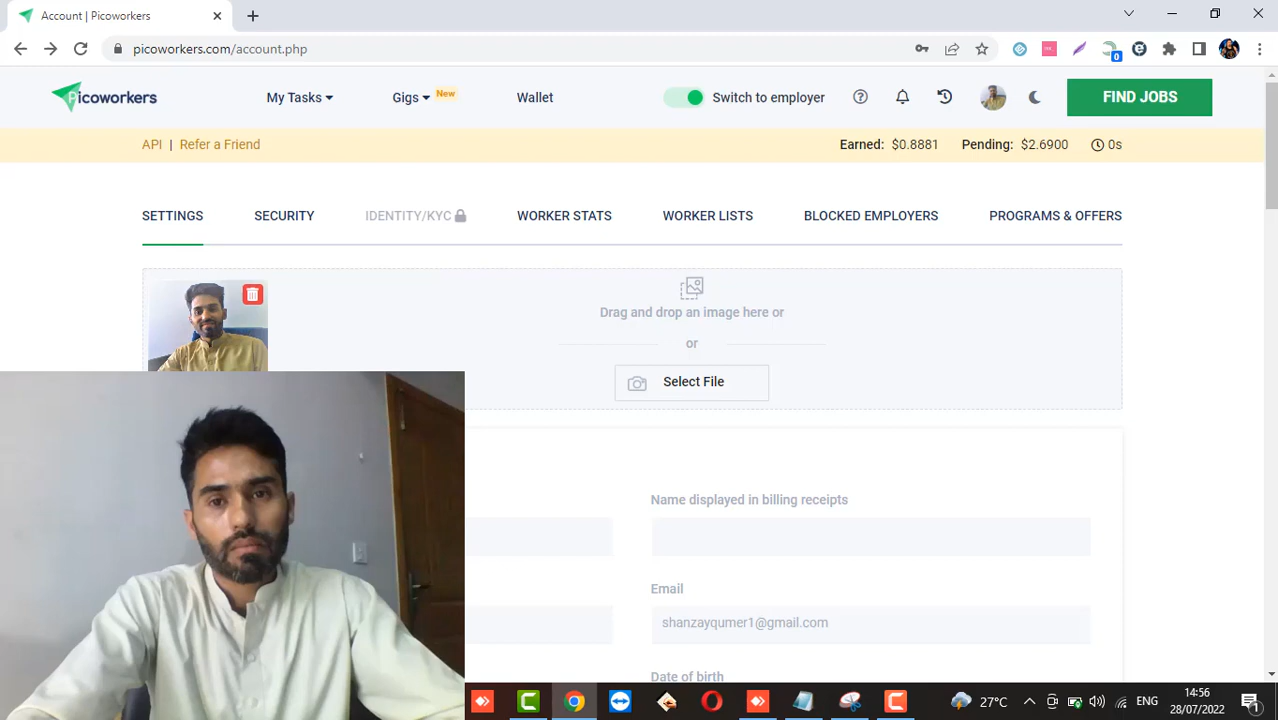 Account | Picoworkers
picoworkers.com/account.php
0
Picoworkers
My Tasks
Gigs
New
Wallet
Switch to employer
FIND JOBS
API | Refer a Friend
Earned: $0.8881
Pending: $2.6900
0s
SETTINGS
SECURITY
IDENTITY/KYC
WORKER STATS
WORKER LISTS
BLOCKED EMPLOYERS
PROGRAMS & OFFERS
Drag and drop an image here or
or
Select File
Name displayed in billing receipts
Email
shanzayqumer1@gmail.com
Date of birth
27°C
ENG
14:56
28/07/2022
1